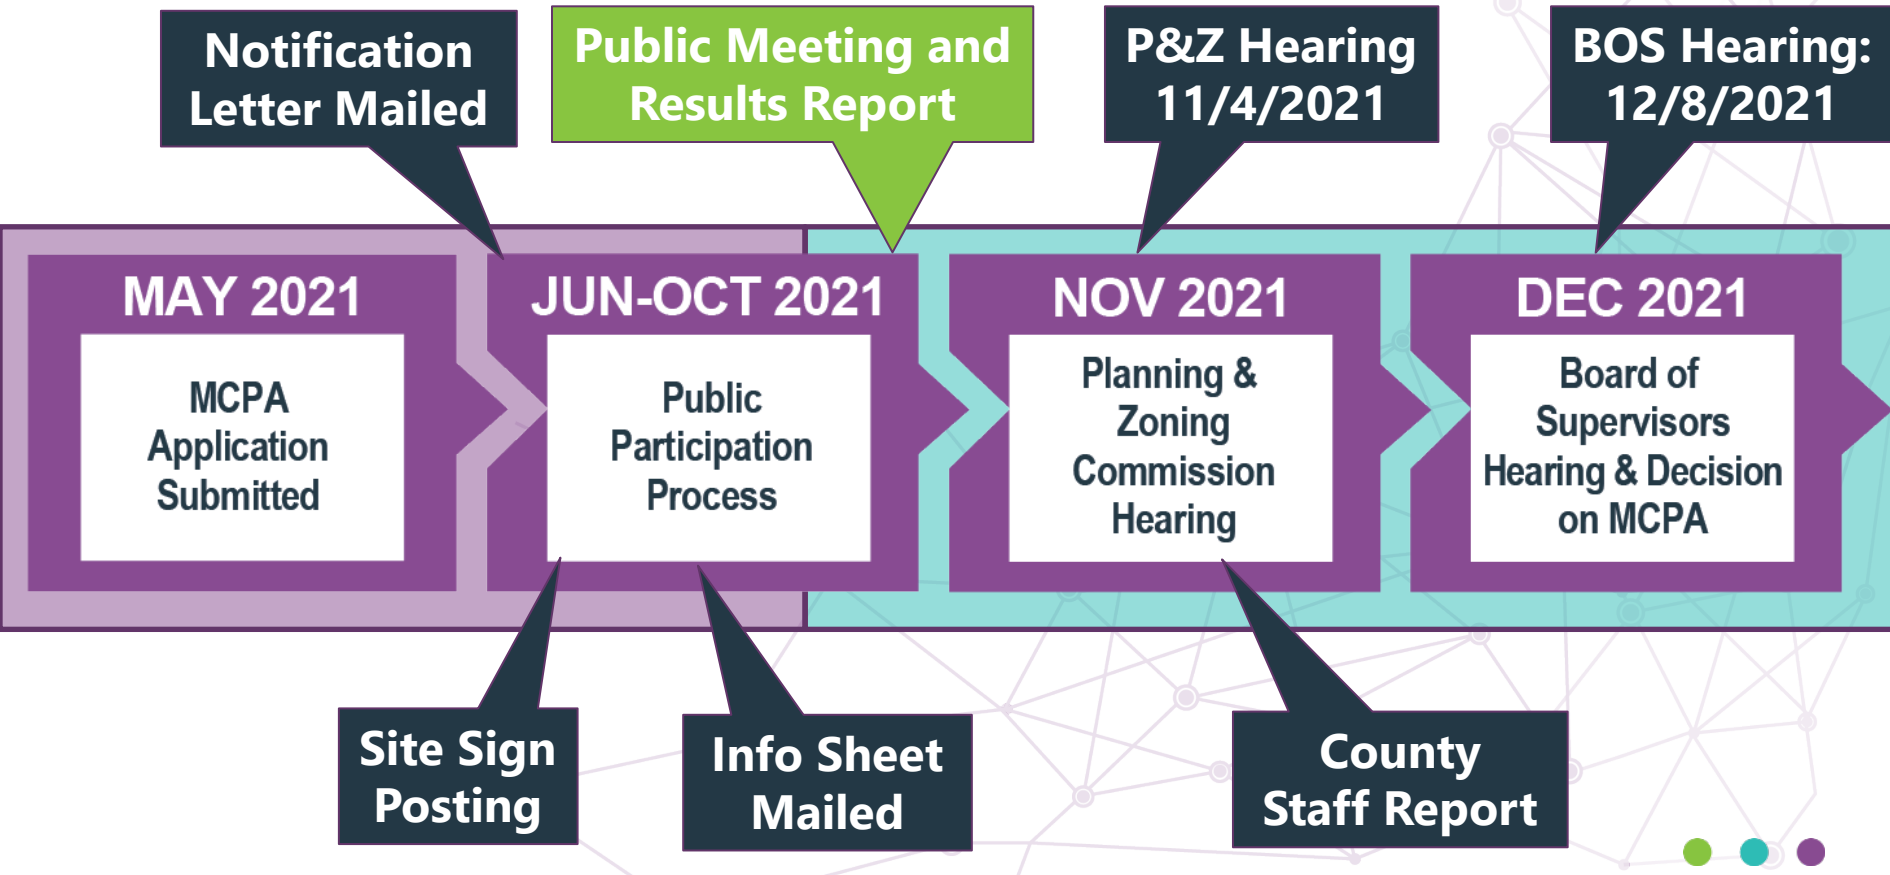 Notification
Letter Mailed
Public Meeting and
Results Report
P&Z Hearing
11/4/2021
BOS Hearing:
12/8/2021
MAY 2021
MCPA
Application
Submitted
JUN-OCT 2021
Public
Participation
Process
NOV 2021
Planning &
Zoning
Commission
Hearing
DEC 2021
Board of
Supervisors
Hearing & Decision
on MCPA
Site Sign
Posting
Info Sheet
Mailed
County
Staff Report